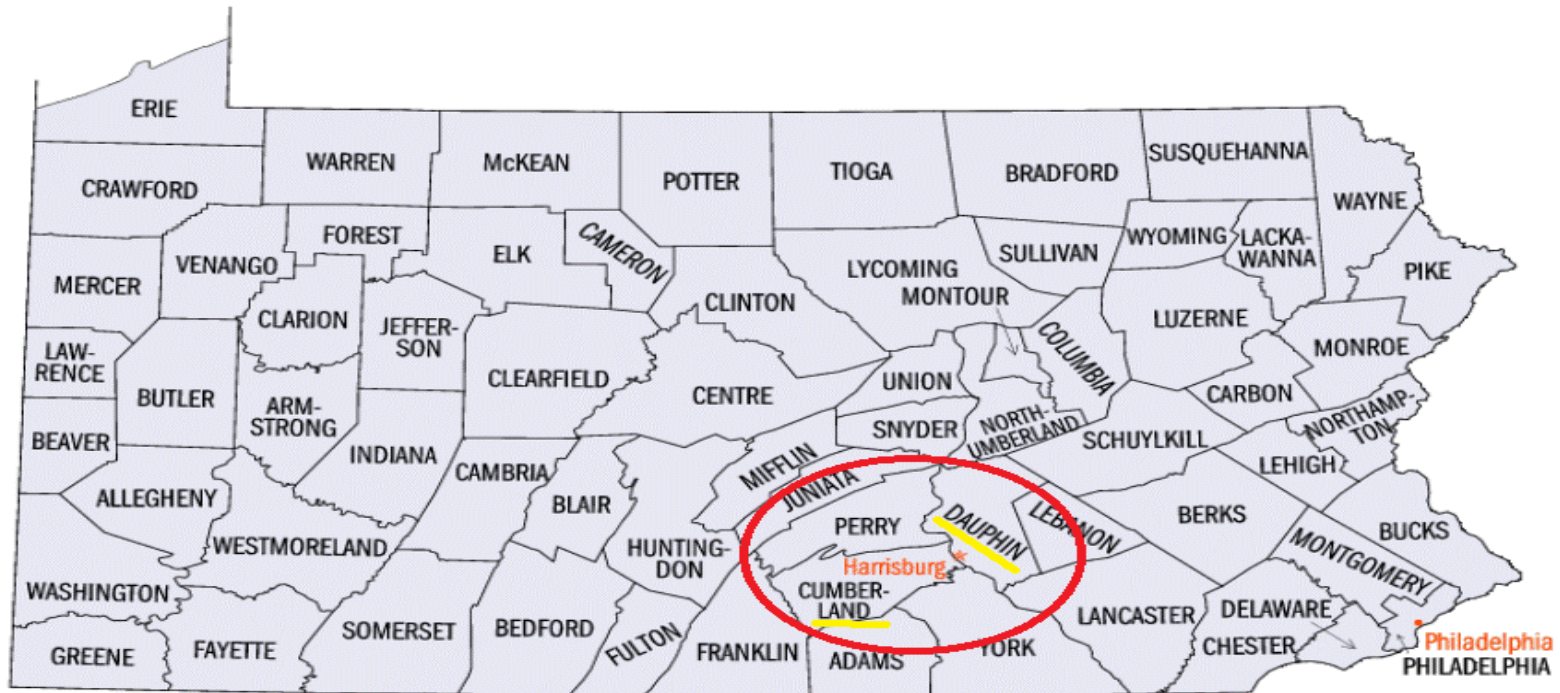 ERIE
WARREN
McKEAN
POTTER
TIOGA
BRADFORD
SUSQUEHANNA
WAYNE
CRAWFORD
FOREST
ELK
CAMERON
SULLIVAN
WYOMING
LACKA-
WANNA
PIKE
MERCER
VENANGO
CLARION
JEFFER-
SON
CLINTON
LYCOMING
MONTOUR
COLUMBIA
LUZERNE
MONROE
LAW-
RENCE
BUTLER
ARM-
STRONG
CLEARFIELD
CENTRE
UNION
SNYDER
NORTH-
UMBERLAND
SCHUYLKILL
CARBON
NORTHAMP-
TON
LEHIGH
BEAVER
INDIANA
CAMBRIA
BLAIR
MIFFLIN
JUNIATA
PERRY
DAUPHIN
LEBANON
BERKS
BUCKS
ALLEGHENY
WESTMORELAND
HUNTING-
DON
Harrisburg *
CUMBER-
LAND
MONTGOMERY
WASHINGTON
LANCASTER
DELAWARE
CHESTER
GREENE
FAYETTE
SOMERSET
BEDFORD
FULTON
FRANKLIN
ADAMS
YORK
Philadelphia
PHILADELPHIA